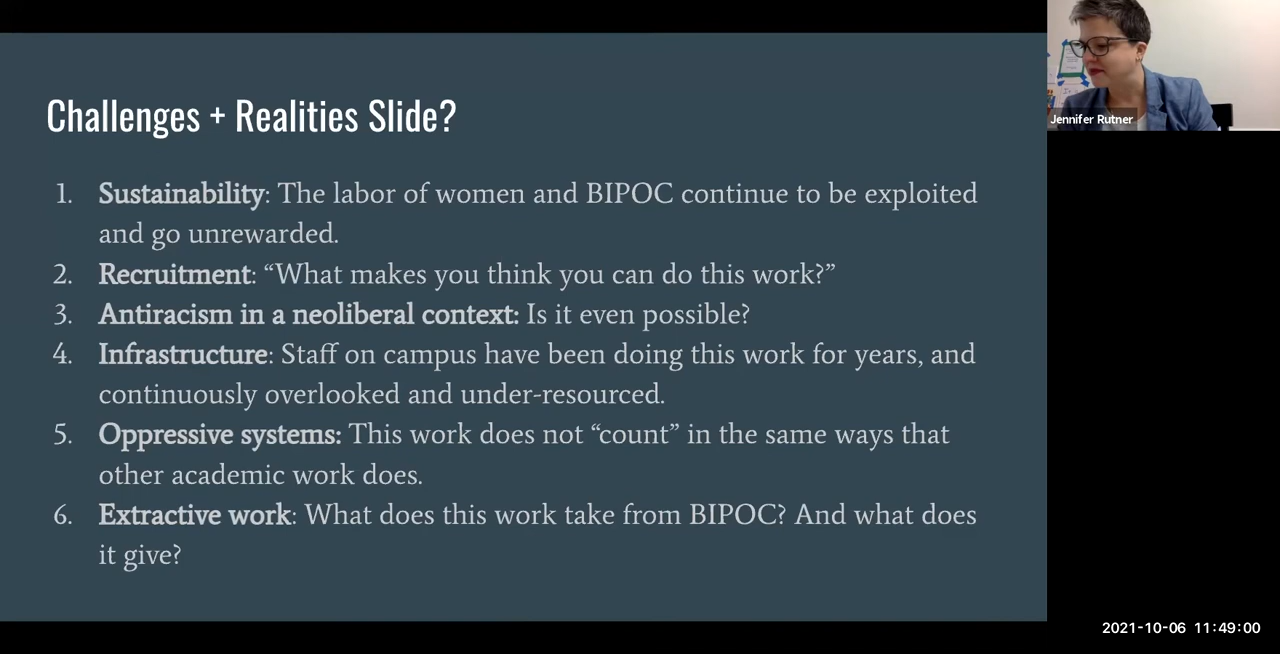 Challenges + Realities Slide?
1. Sustainability: The labor of women and BIPOC continue to be exploited
and go unrewarded.
2. Recruitment: “What makes you think you can do this work?”
3. Antiracism in a neoliberal context: Is it even possible?
4. Infrastructure: Staff on campus have been doing this work for years, and
continuously overlooked and under-resourced.
5. Oppressive systems: This work does not “count” in the same ways that
other academic work does.
6. Extractive work: What does this work take from BIPOC? And what does
it give?
Jennifer Rutner
2021-10-06 11:49:00